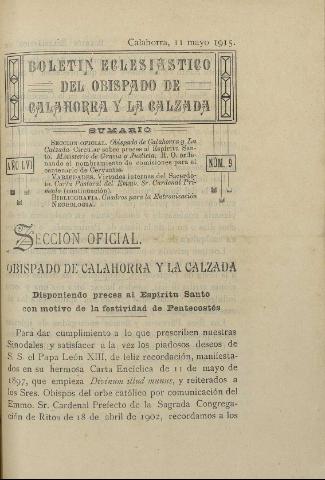 Calahorra, 11 mayo 1915.
BOLETIN ECLESIÁSTICO
DEL OBISPADO DE
CALAHORRA Y LA CALZADA
SUMARIO
SECCION OFICIAL. Obispado de Calahorra y La
Calzada. Circular sobre preces al Espíritu San-
to. Ministerio de Gracia y Justicia. R. O. orde-
nando el nombramiento de comisiones para el
centenario de Cervantes.
VARIEDADES. Virtudes internas del Sacerdo-
te. Carta Pastoral del Emmo. Sr. Cardenal Pri-
mado (continuación).
BIBLIOGRAFÍA. Cuadros para la Entronización
NECROLOGIA.
AÑO LVI
NÚM. 9
SECCION OFICIAL.
OBISPADO DE CALAHORRA Y LA CALZADA
Disponiendo preces al Espíritu Santo
con motivo de la festividad de Pentecostés
Para dar cumplimiento a lo que prescriben nuestras
Sinodales y satisfacer a la vez los piadosos deseos de
S. S. el Papa León XIII, de feliz recordación, manifesta-
dos en su hermosa Carta Encíclica de 11 de mayo de
1897, que empieza Divinum illud munus, y reiterados a
los Sres. Obispos del orbe católico por comunicación del
Emmo. Sr. Cardenal Prefecto de la Sagrada Congrega-
ción de Ritos de 18 de abril de 1902, recordamos a los